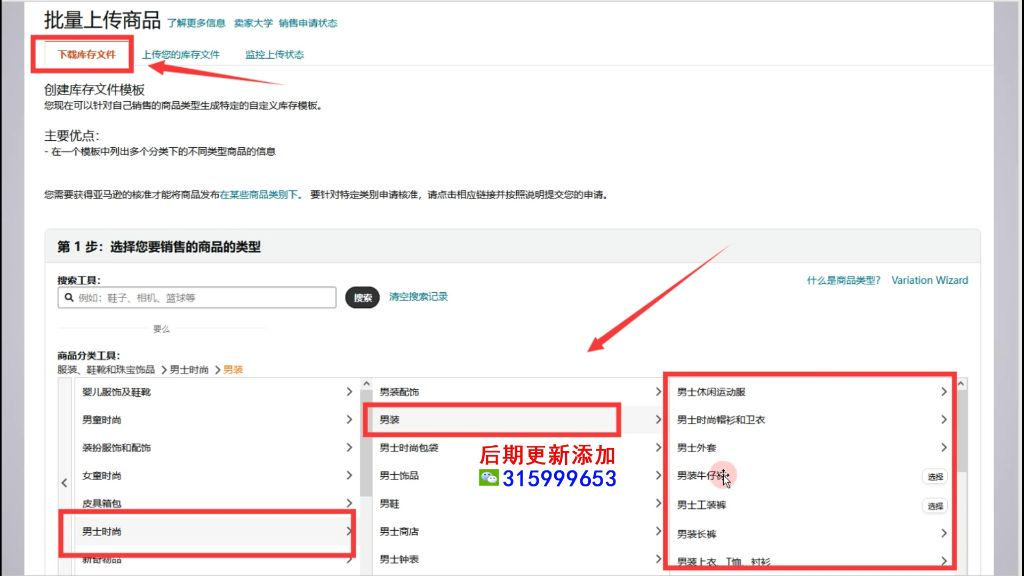 批量上传商品 了解更多信息 卖家大学 销售申请状态
下载库存文件 上传您的库存文件 监控上传状态
创建库存文件模板
您现在可以针对自己销售的商品类型生成特定的自定义库存模板。
主要优点：
- 在一个模板中列出多个分类下的不同类型商品的信息
您需要获得亚马逊的核准才能将商品发布在某些商品类别下。 要针对特定类别申请核准，请点击相应链接并按照说明提交您的申请。
第 1 步：选择您要销售的商品的类型
搜索工具：
什么是商品类型？ Variation Wizard
例如：鞋子、相机、篮球等 搜索 清空搜索记录
要么
商品分类工具：
服装、鞋靴和珠宝饰品 > 男士时尚 > 男装
婴儿服饰及鞋靴
男童时尚
装扮服饰和配饰
女童时尚
皮具箱包
男士时尚
新奇物品
男装配饰
男装
男士时尚包袋
男士饰品
男鞋
男士商店
男士钟表
男士休闲运动服
男士时尚帽衫和卫衣
男士外套
男装牛仔裤 选择
男士工装裤 选择
男装长裤
男装上衣、T恤、衬衫
后期更新添加
315999653